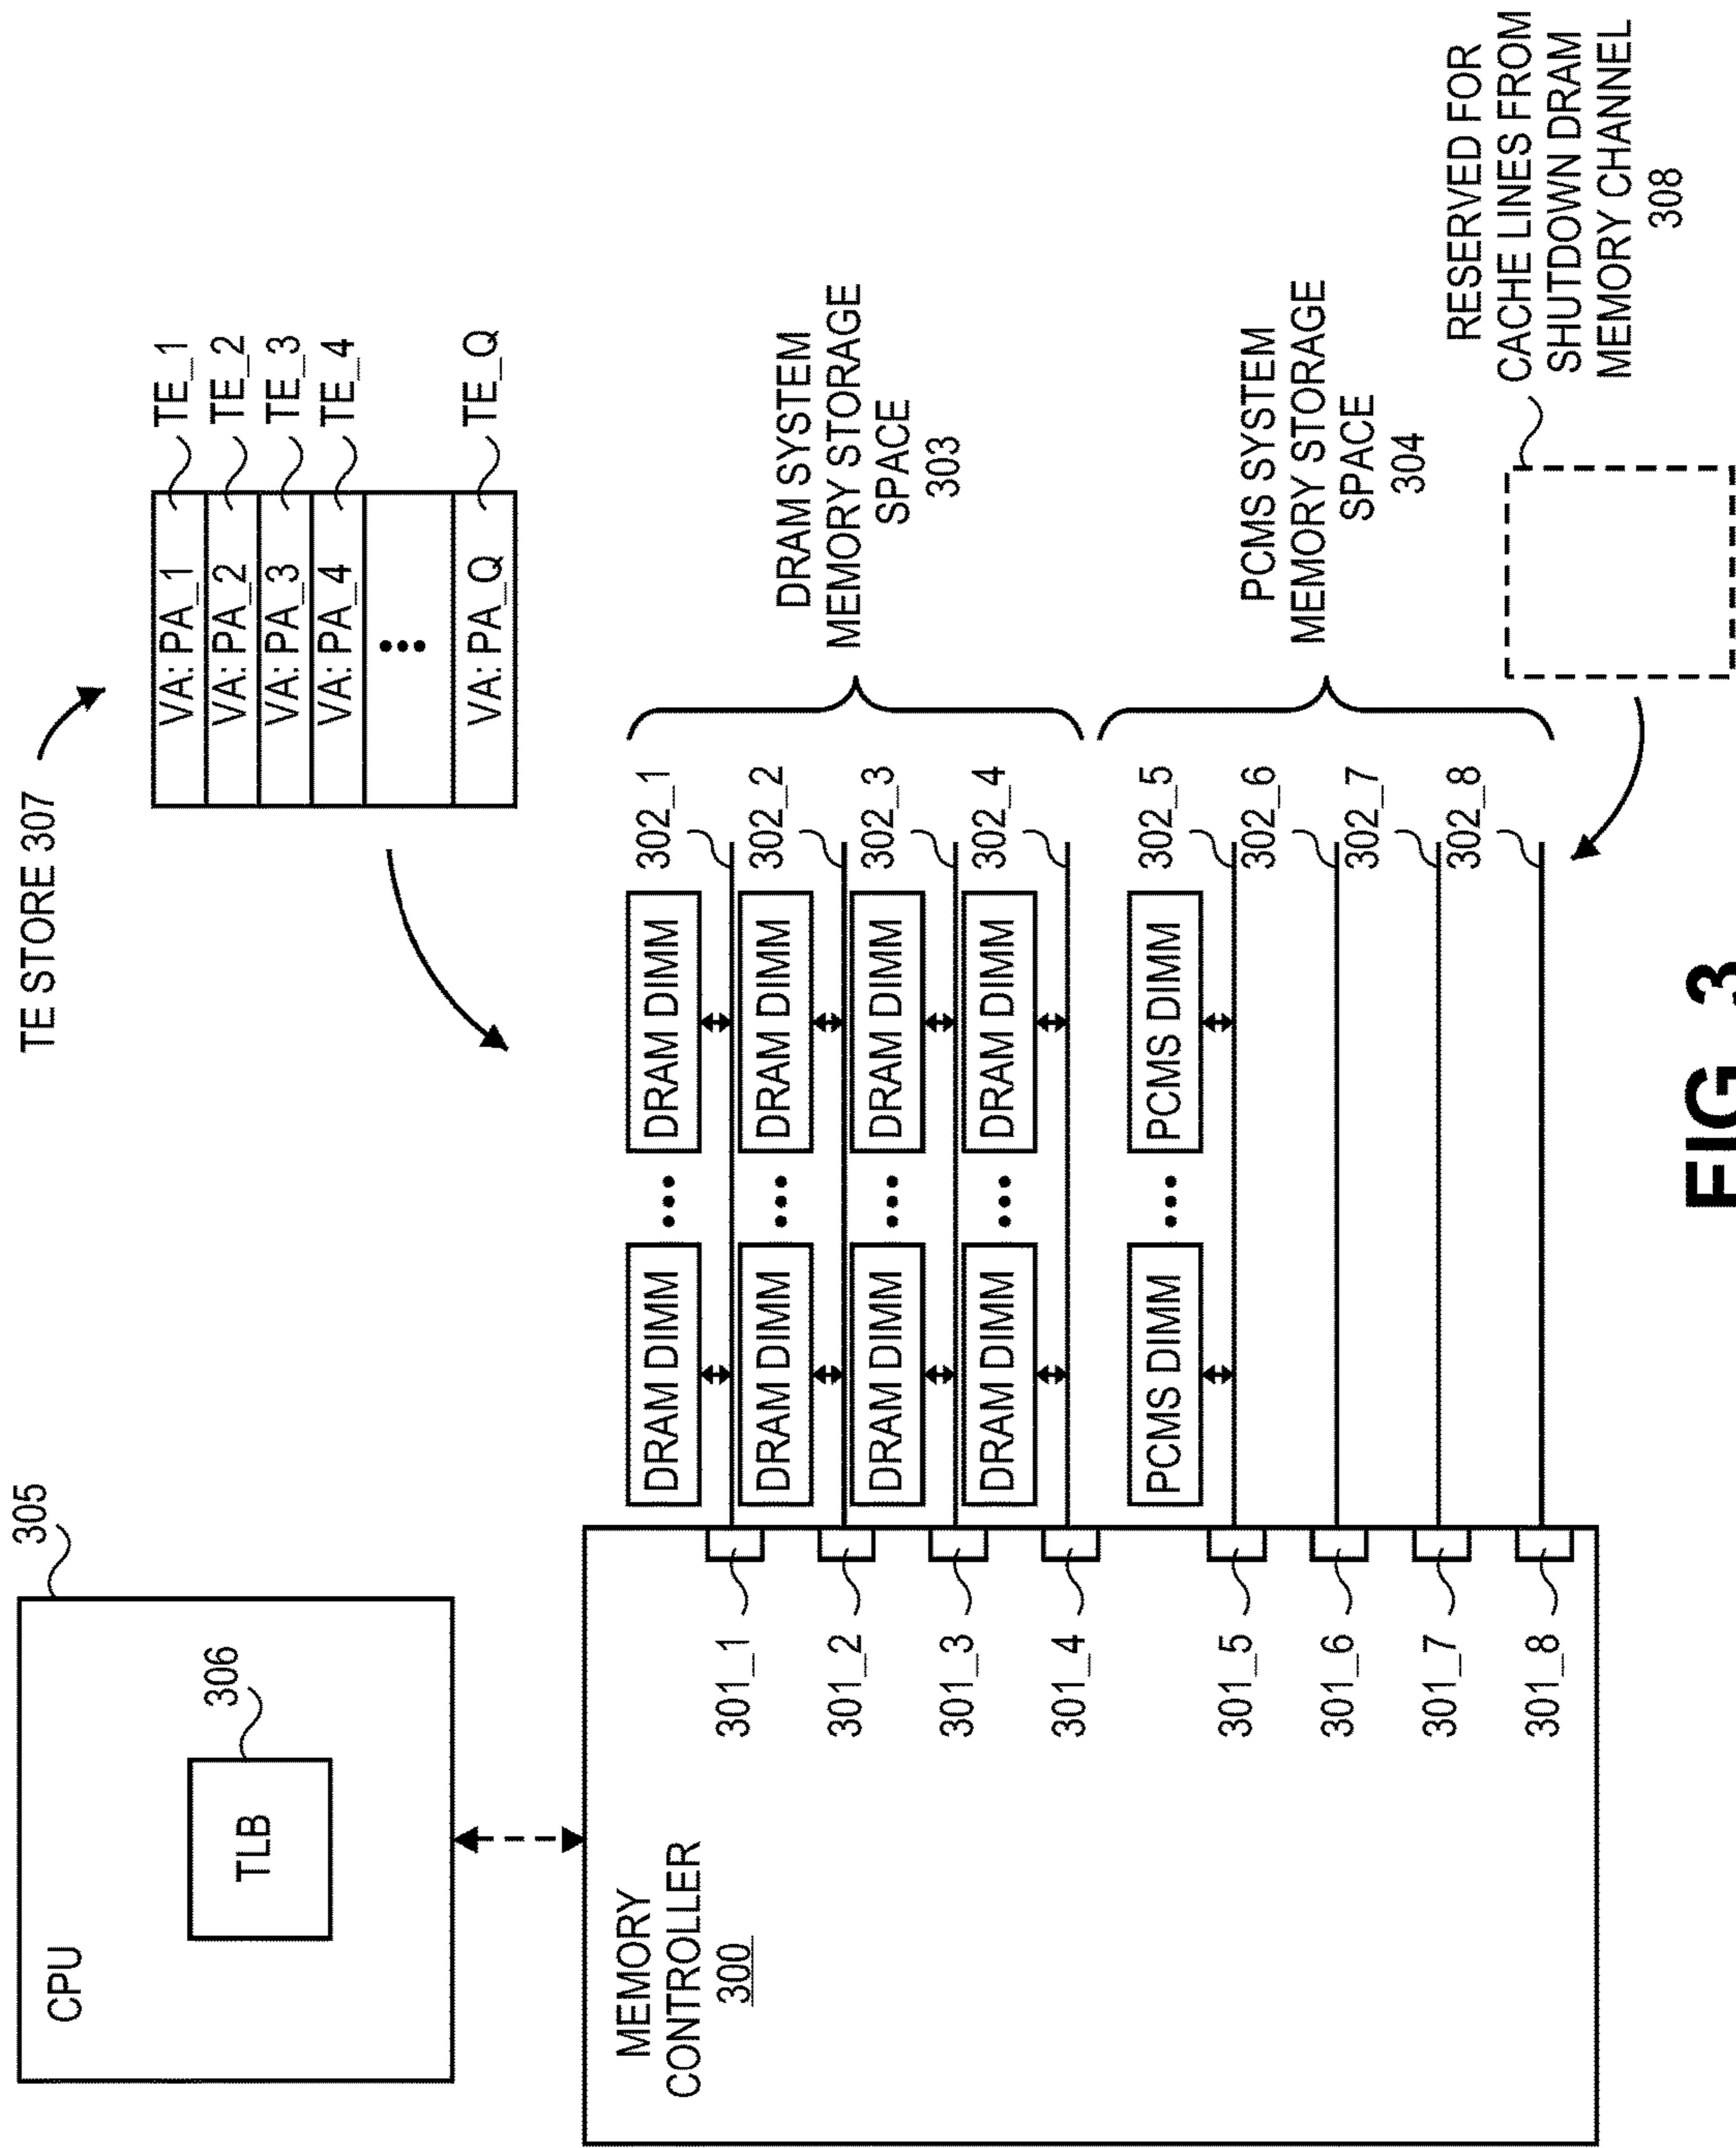 CPU
TLB
306
305
TE STORE 307
VA: PA_1
TE_1
VA: PA_2
TE_2
VA: PA_3
TE_3
VA: PA_4
TE_4
VA: PA_Q
TE_Q
MEMORY
CONTROLLER
300
301_1
DRAM DIMM
DRAM DIMM
302_1
301_2
DRAM DIMM
DRAM DIMM
302_2
301_3
DRAM DIMM
DRAM DIMM
302_3
301_4
DRAM DIMM
DRAM DIMM
302_4
DRAM SYSTEM
MEMORY STORAGE
SPACE
303
301_5
PCMS DIMM
PCMS DIMM
302_5
301_6
302_6
301_7
302_7
301_8
302_8
PCMS SYSTEM
MEMORY STORAGE
SPACE
304
RESERVED FOR
CACHE LINES FROM
SHUTDOWN DRAM
MEMORY CHANNEL
308
FIG. 3